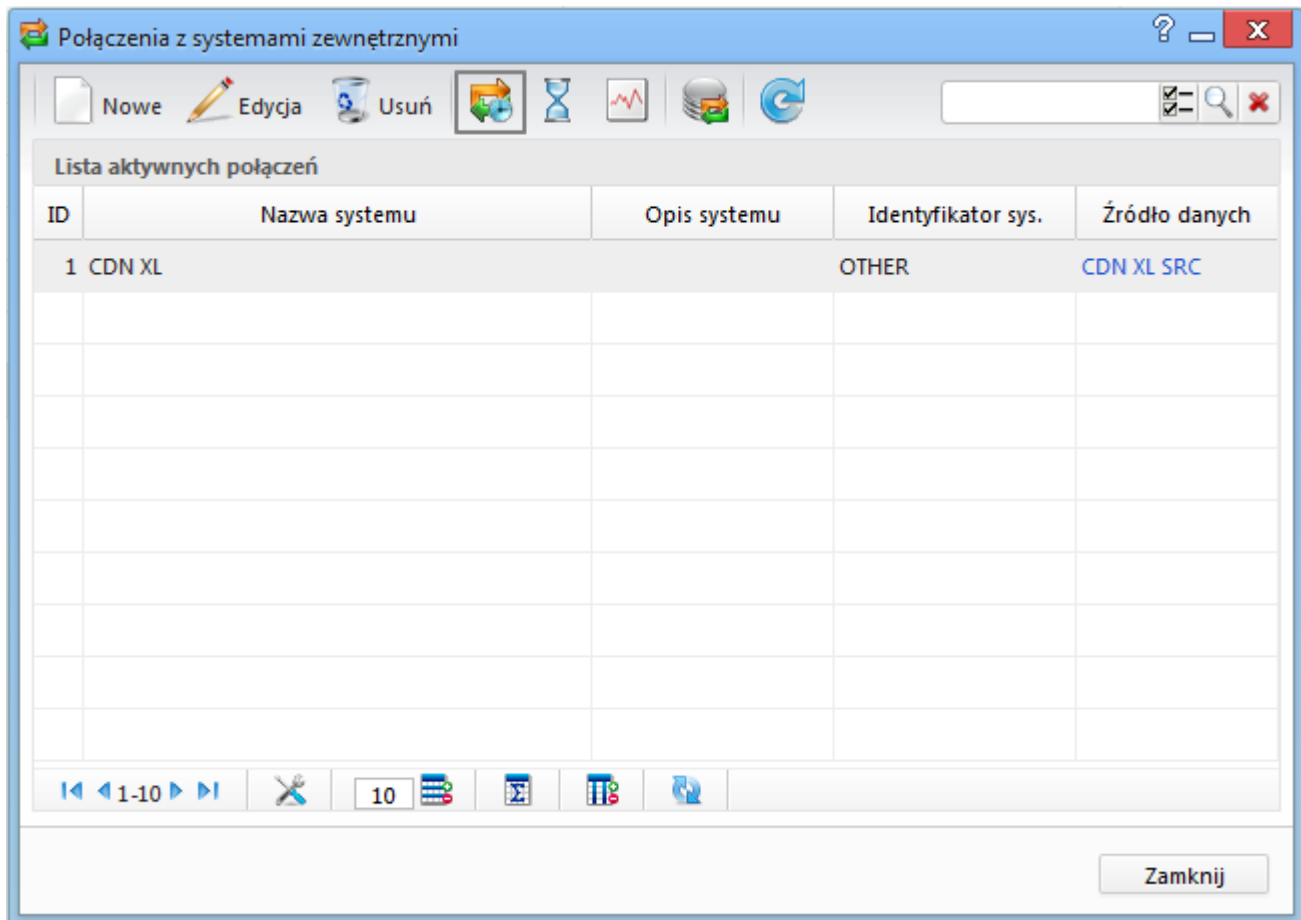 Połączenia z systemami zewnętrznymi
Nowe Edycja Usuń
Lista aktywnych połączeń
ID Nazwa systemu Opis systemu Identyfikator sys. Źródło danych
1 CDN XL OTHER CDN XL SRC
1-10 10
Zamknij